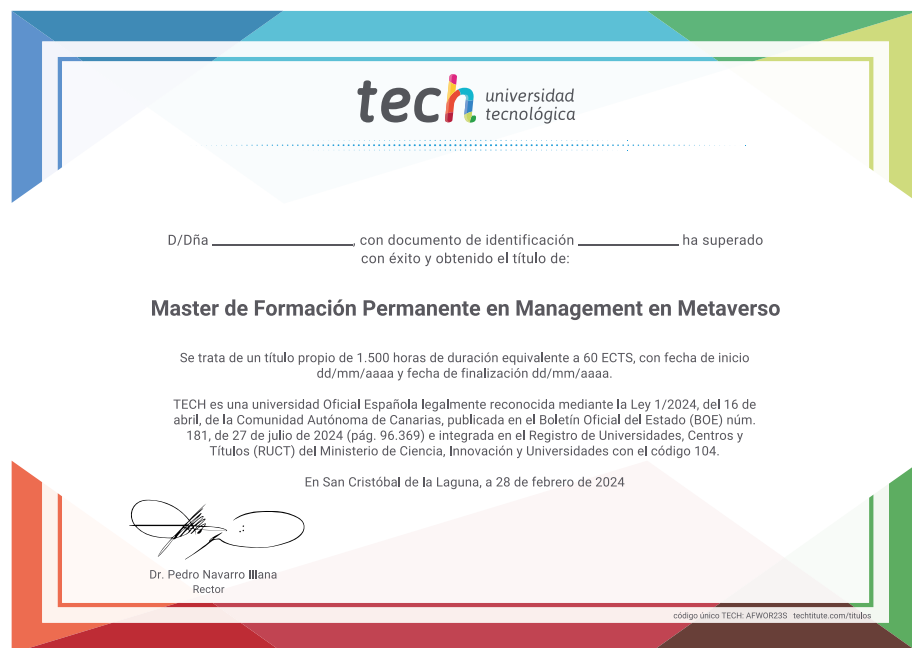 tech universidad
tecnológica
D/Dña ________________, con documento de identificación ____________ ha superado
con éxito y obtenido el título de:
Master de Formación Permanente en Management en Metaverso
Se trata de un título propio de 1.500 horas de duración equivalente a 60 ECTS, con fecha de inicio
dd/mm/aaaa y fecha de finalización dd/mm/aaaa.
TECH es una universidad Oficial Española legalmente reconocida mediante la Ley 1/2024, del 16 de
abril, de la Comunidad Autónoma de Canarias, publicada en el Boletín Oficial del Estado (BOE) núm.
181, de 27 de julio de 2024 (pág. 96.369) e integrada en el Registro de Universidades, Centros y
Títulos (RUCT) del Ministerio de Ciencia, Innovación y Universidades con el código 104.
En San Cristóbal de la Laguna, a 28 de febrero de 2024
Dr. Pedro Navarro Illana
Rector
código único TECH: AFWOR23S techtitute.com/titulos